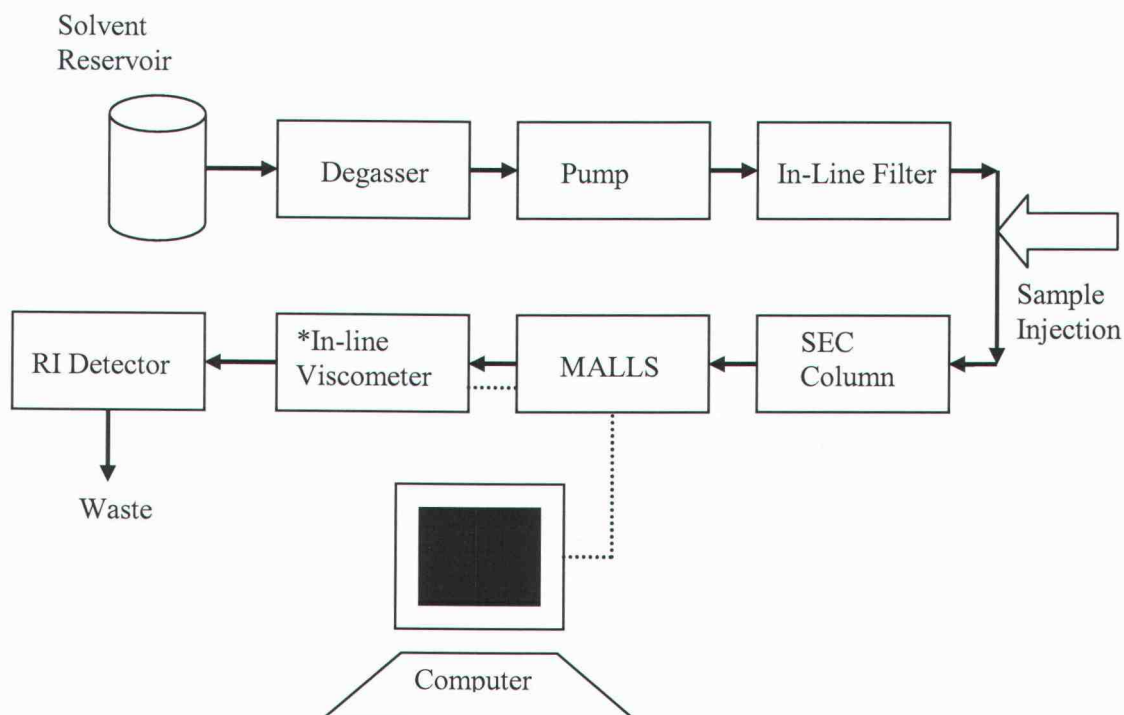 Solvent
Reservoir
Degasser
Pump
In-Line Filter
Sample
Injection
RI Detector
*In-line
Viscometer
MALLS
SEC
Column
Waste
Computer